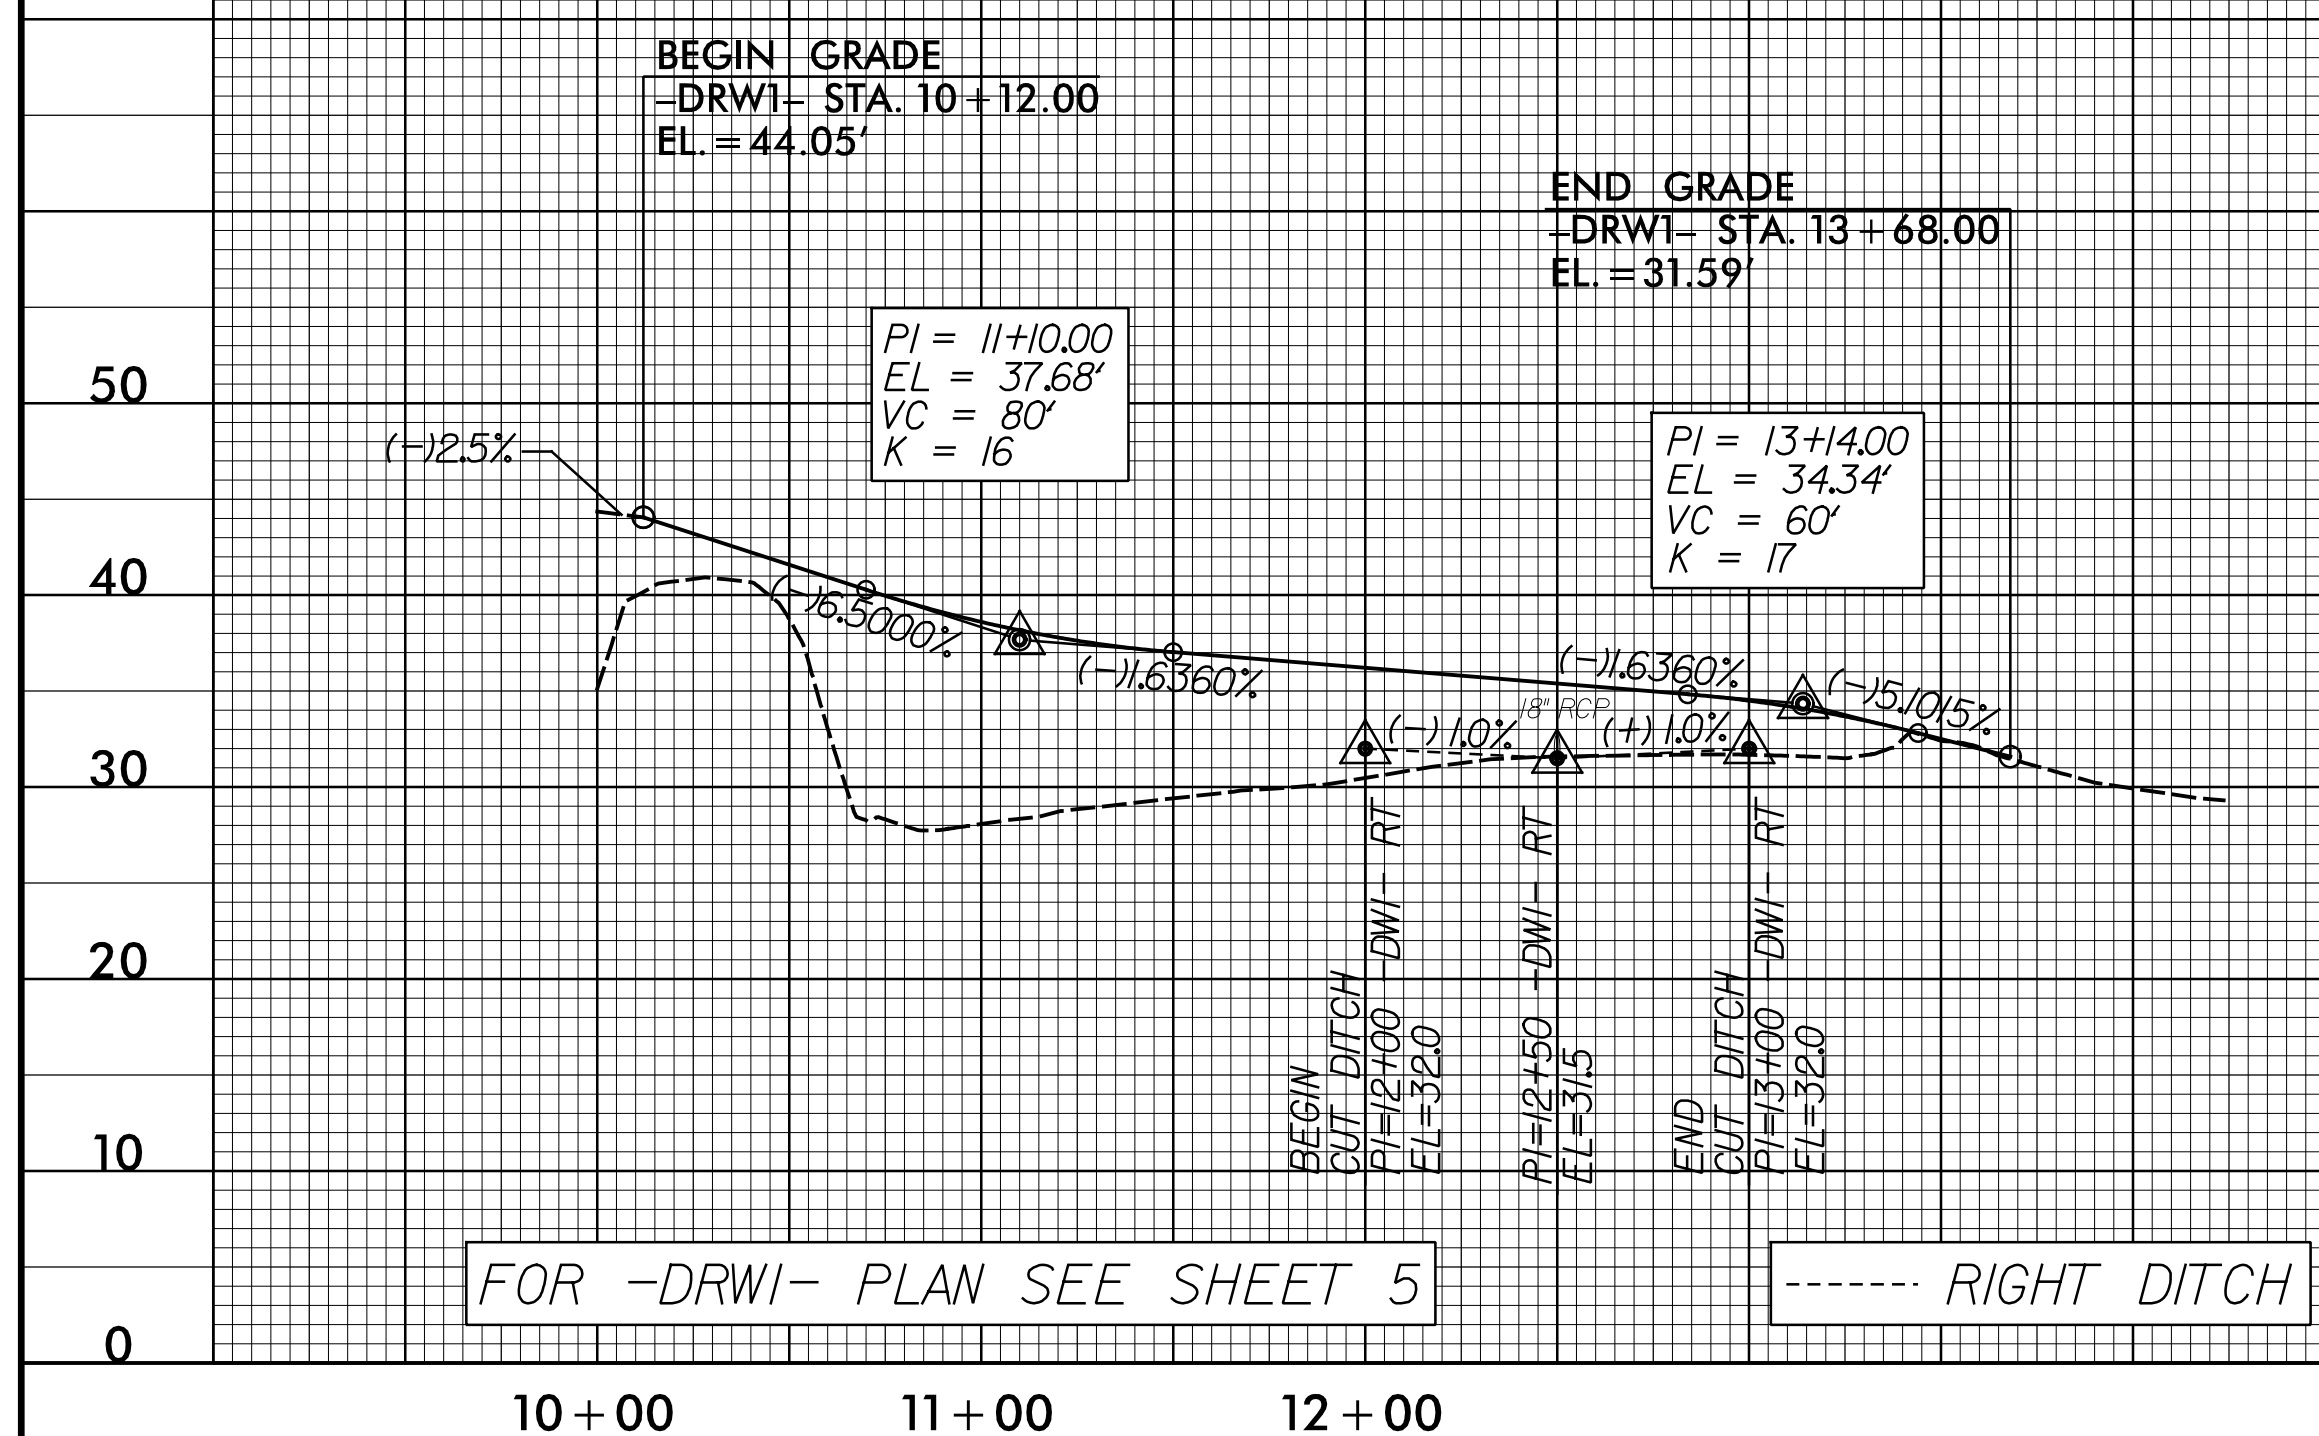 BEGIN GRADE
-DRW1- STA. 10+12.00
EL. = 44.05'
END GRADE
-DRW1- STA. 13+68.00
EL. = 31.59'
PI = 11+10.00
EL = 37.68'
VC = 80'
K = 16
PI = 13+14.00
EL = 34.34'
VC = 60'
K = 17
(-)2.5%
(-)6.5000%
(-)1.6360%
(-)1.6360%
(-)5.1015%
18" RCP
(-) 1.0%
(+) 1.0%
50
40
30
20
10
0
BEGIN
CUT DITCH
PI=12+00 -DW1- RT
EL=32.0
PI=12+50 -DW1- RT
EL=31.5
END
CUT DITCH
PI=13+00 -DW1- RT
EL=32.0
FOR -DRW1- PLAN SEE SHEET 5
------- RIGHT DITCH
10+00
11+00
12+00